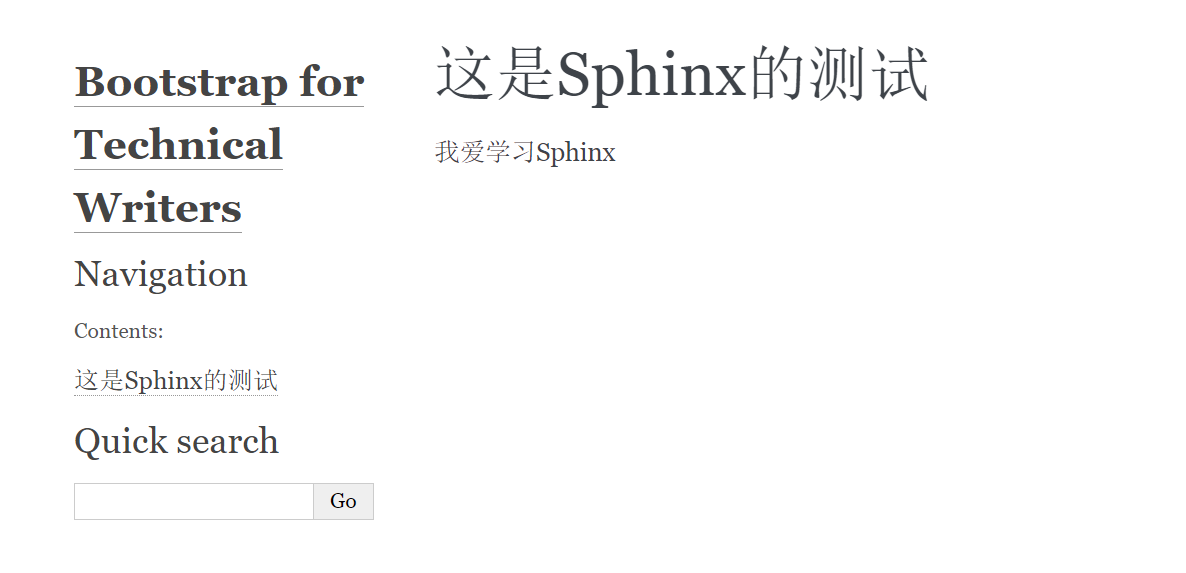 Bootstrap for
Technical
Writers
Navigation
Contents:
这是Sphinx的测试
Quick search
Go
这是Sphinx的测试
我爱学习Sphinx